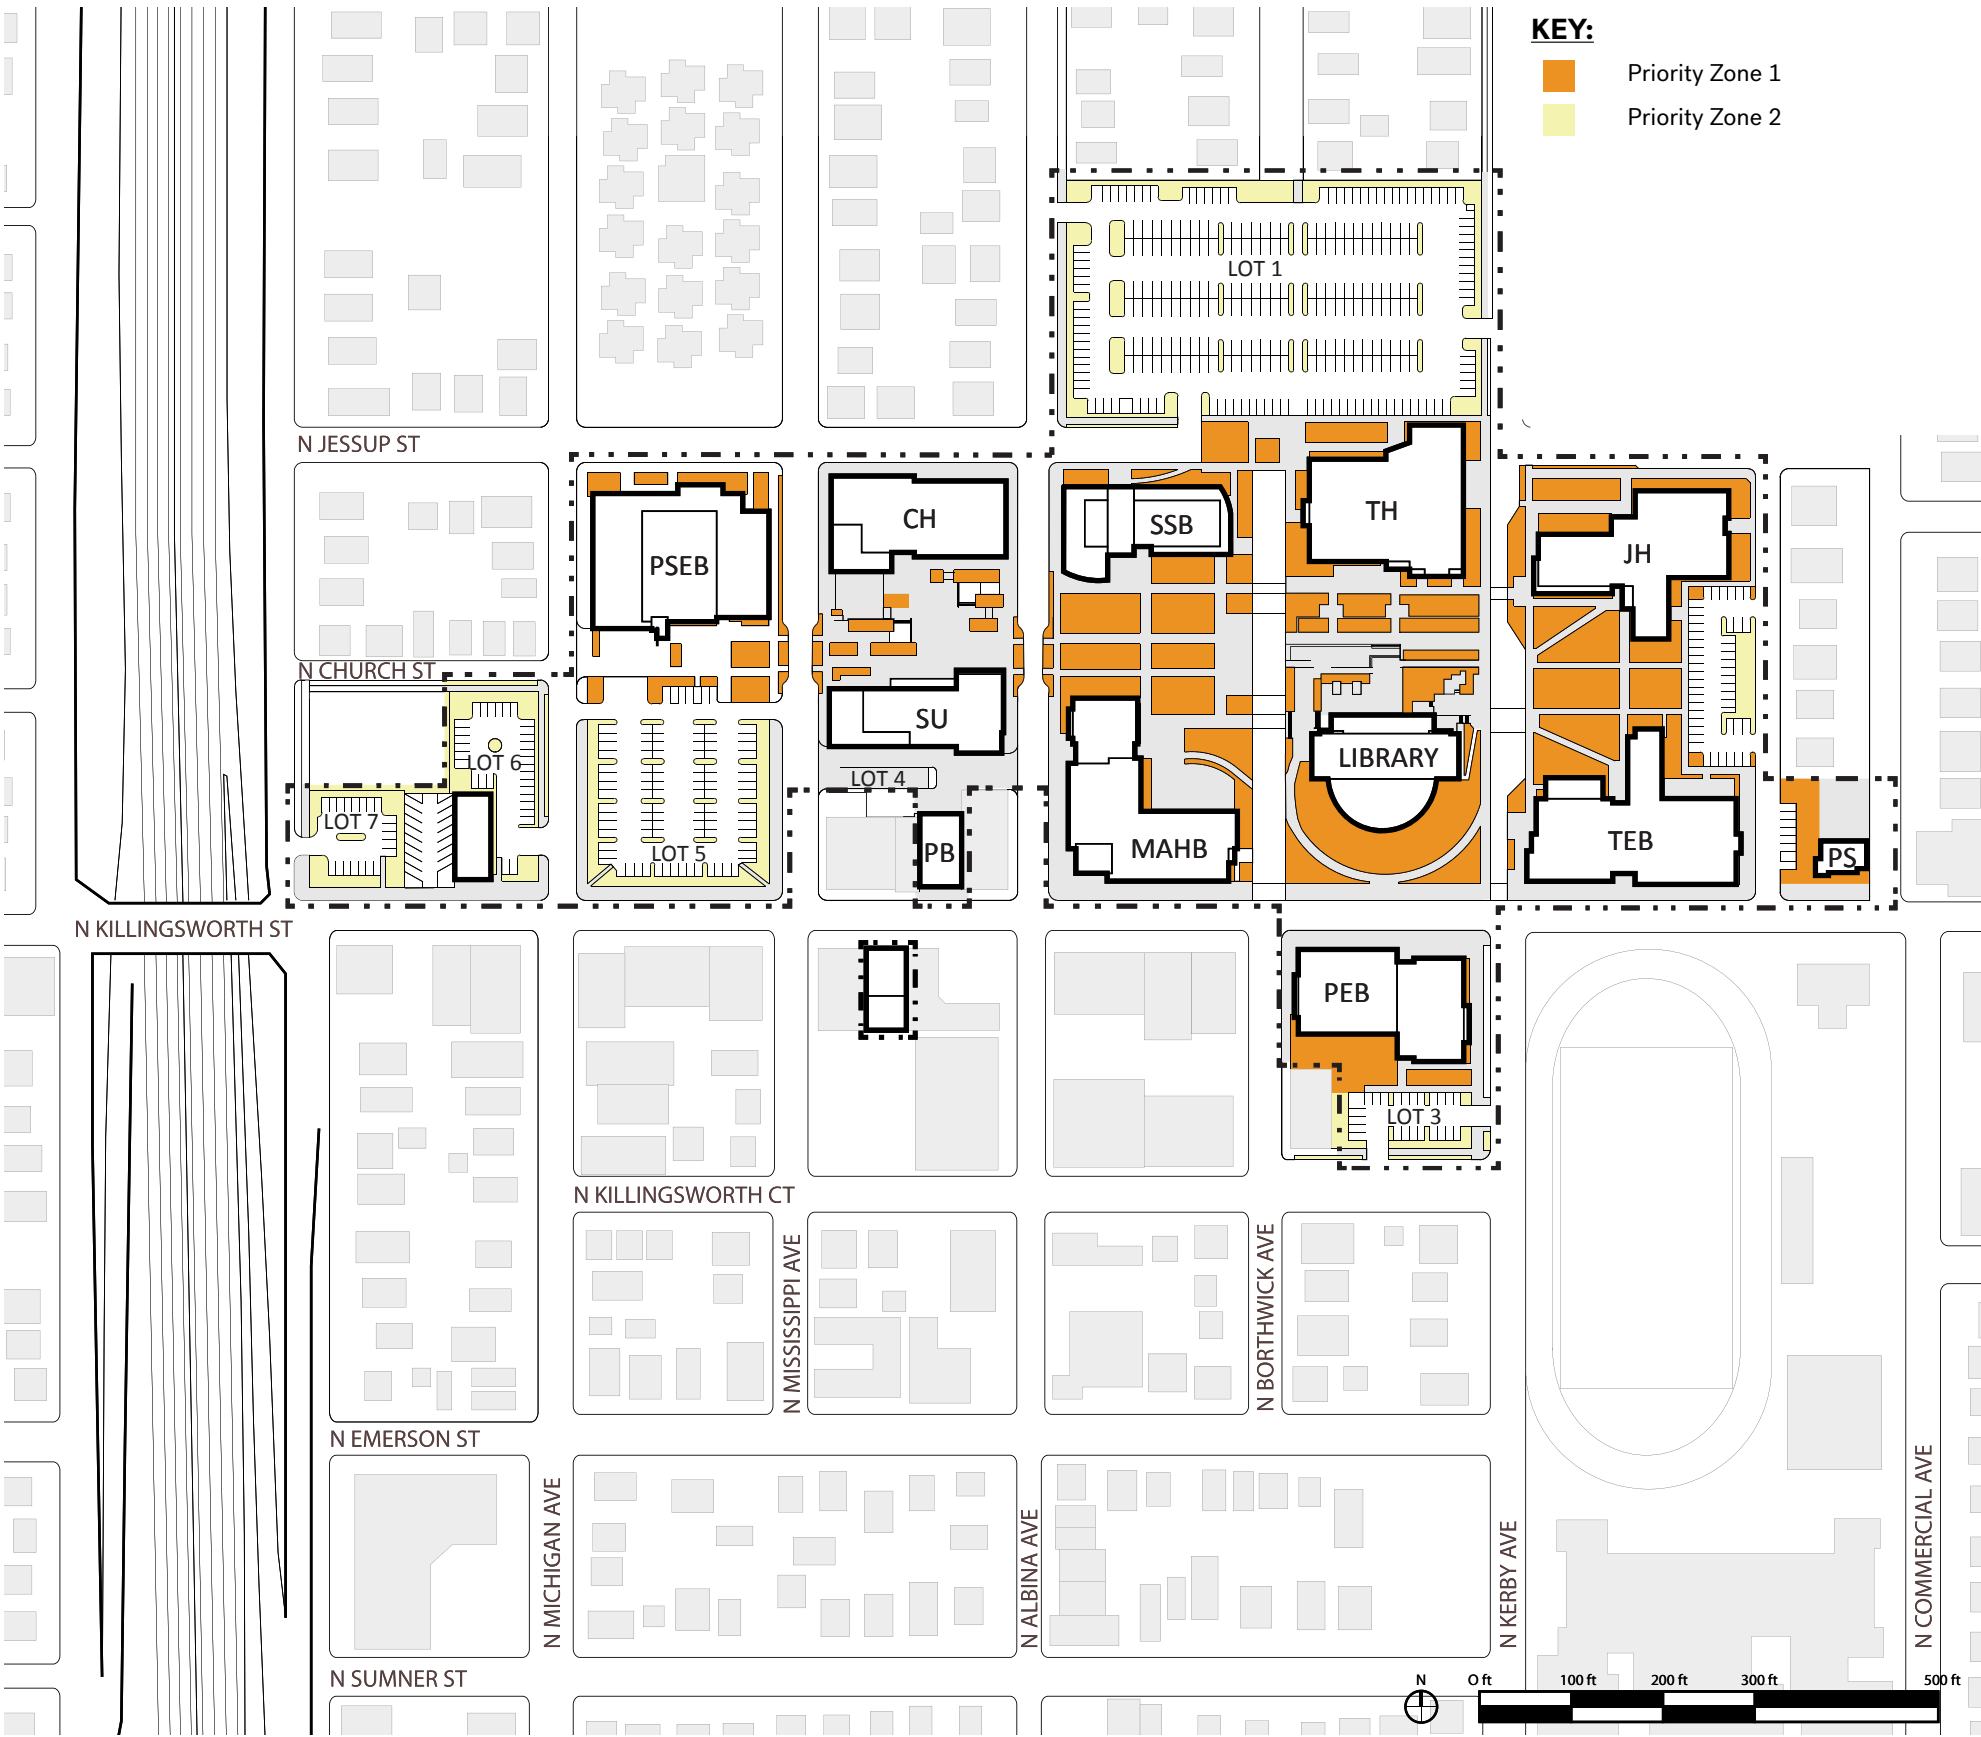 KEY:
Priority Zone 1
Priority Zone 2
LOT 1
N JESSUP ST
CH
SSB
TH
JH
PSEB
N CHURCH ST
SU
LOT 6
LIBRARY
LOT 4
LOT 7
LOT 5
PB
MAHB
TEB
PS
N KILLINGSWORTH ST
PEB
LOT 3
N KILLINGSWORTH CT
N MISSISSIPPI AVE
N BORTHWICK AVE
N EMERSON ST
N MICHIGAN AVE
N ALBINA AVE
N KERBY AVE
N COMMERCIAL AVE
N SUMNER ST
N
0 ft 100 ft 200 ft 300 ft 500 ft